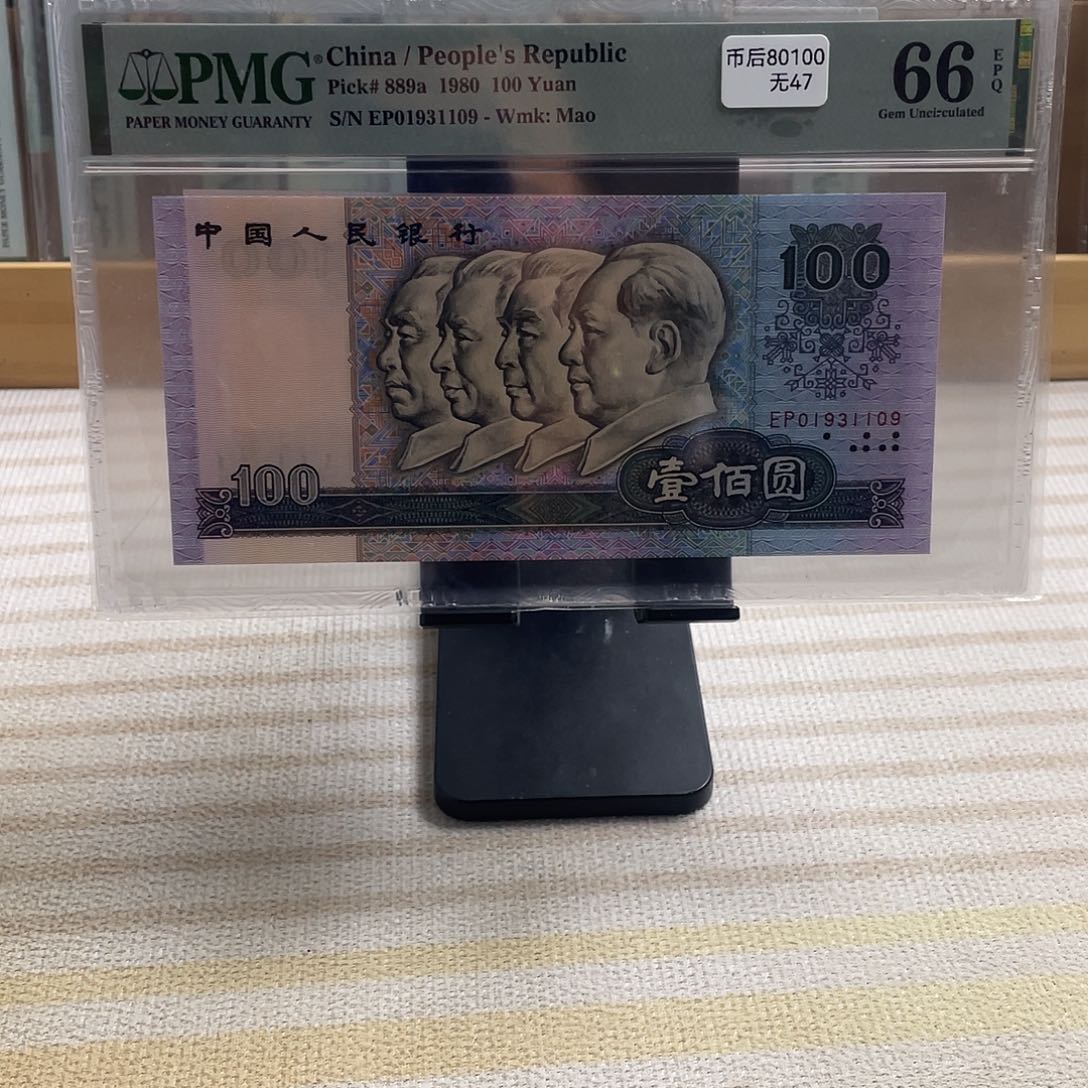 PMG® China / People's Republic
Pick# 889a 1980 100 Yuan
PAPER MONEY GUARANTY
S/N EP01931109 - Wmk: Mao
币后80100
无47
66 EPQ
Gem Uncirculated
中国人民银行
100
EP01931109
100
壹佰圆